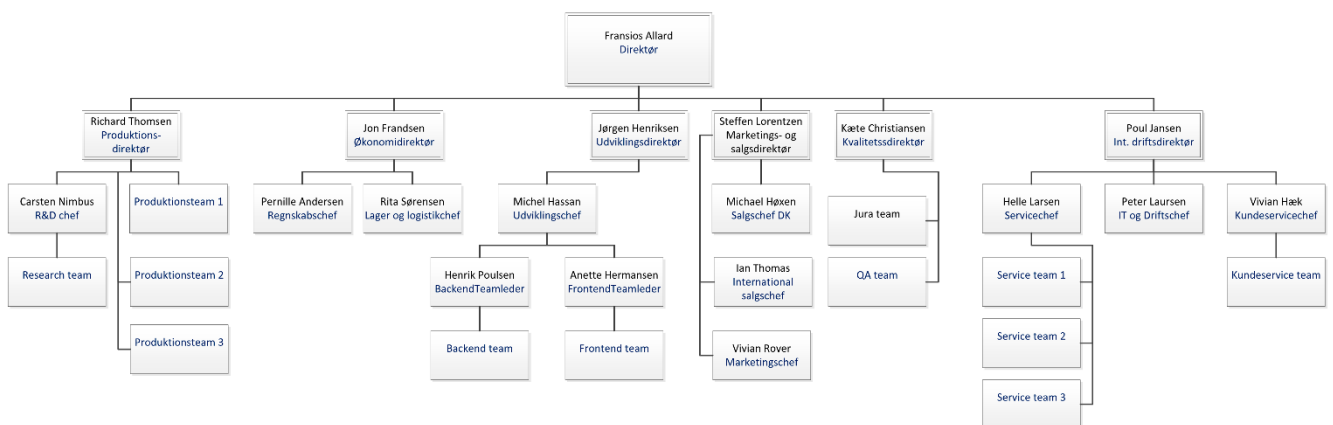 Fransios Allard
Direktør
Richard Thomsen
Produktions-
direktør
Jon Frandsen
Økonomidirektør
Jørgen Henriksen
Udviklingsdirektør
Steffen Lorentzen
Marketings- og
salgsdirektør
Kæte Christiansen
Kvalitetssdirektør
Poul Jansen
Int. driftsdirektør
Carsten Nimbus
R&D chef
Produktionsteam 1
Pernille Andersen
Regnskabschef
Rita Sørensen
Lager og logistikchef
Michel Hassan
Udviklingschef
Michael Høxen
Salgschef DK
Jura team
Helle Larsen
Servicechef
Peter Laursen
IT og Driftschef
Vivian Hæk
Kundeservicechef
Research team
Produktionsteam 2
Henrik Poulsen
BackendTeamleder
Anette Hermansen
FrontendTeamleder
Ian Thomas
International
salgschef
QA team
Service team 1
Kundeservice team
Produktionsteam 3
Backend team
Frontend team
Vivian Rover
Marketingschef
Service team 2
Service team 3